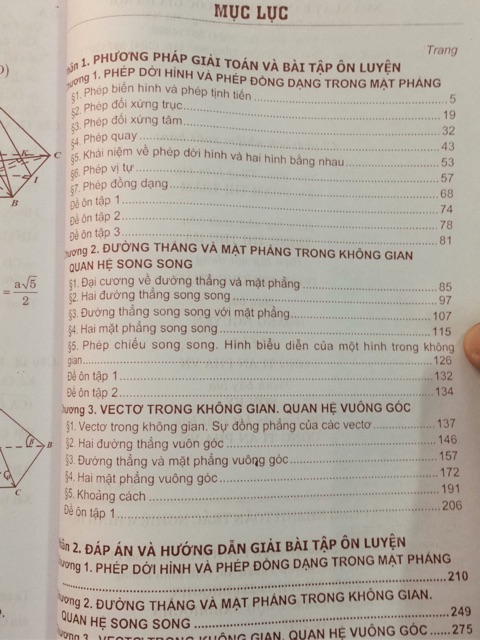 MỤC LỤC
Trang
Phần 1. PHƯƠNG PHÁP GIẢI TOÁN VÀ BÀI TẬP ÔN LUYỆN
Chương 1. PHÉP DỜI HÌNH VÀ PHÉP ĐỒNG DẠNG TRONG MẶT PHẲNG
§1. Phép biến hình và phép tịnh tiến 5
§2. Phép đối xứng trục 19
§3. Phép đối xứng tâm 32
§4. Phép quay 43
§5. Khái niệm về phép dời hình và hai hình bằng nhau 53
§6. Phép vị tự 57
§7. Phép đồng dạng 68
Đề ôn tập 1 74
Đề ôn tập 2 78
Đề ôn tập 3 81
Chương 2. ĐƯỜNG THẲNG VÀ MẶT PHẲNG TRONG KHÔNG GIAN
QUAN HỆ SONG SONG
§1. Đại cương về đường thẳng và mặt phẳng 85
§2. Hai đường thẳng song song 97
§3. Đường thẳng song song với mặt phẳng 107
§4. Hai mặt phẳng song song 115
§5. Phép chiếu song song. Hình biểu diễn của một hình trong không
gian 126
Đề ôn tập 1 132
Đề ôn tập 2 134
Chương 3. VECTƠ TRONG KHÔNG GIAN. QUAN HỆ VUÔNG GÓC
§1. Vectơ trong không gian. Sự đồng phẳng của các vectơ 137
§2. Hai đường thẳng vuôn góc 146
§3. Đường thẳng và mặt phẳng vuông góc 157
§4. Hai mặt phẳng vuông góc 172
§5. Khoảng cách 191
Đề ôn tập 1 206
Phần 2. ĐÁP ÁN VÀ HƯỚNG DẪN GIẢI BÀI TẬP ÔN LUYỆN
Chương 1. PHÉP DỜI HÌNH VÀ PHÉP ĐỒNG DẠNG TRONG MẶT PHẲNG
210
Chương 2. ĐƯỜNG THẲNG VÀ MẶT PHẲNG TRONG KHÔNG GIAN.
QUAN HỆ SONG SONG 249
Chương 3. VECTƠ TRONG KHÔNG GIAN. QUAN HỆ VUÔNG GÓC 275
C
B
I
= a√5/2
B
C